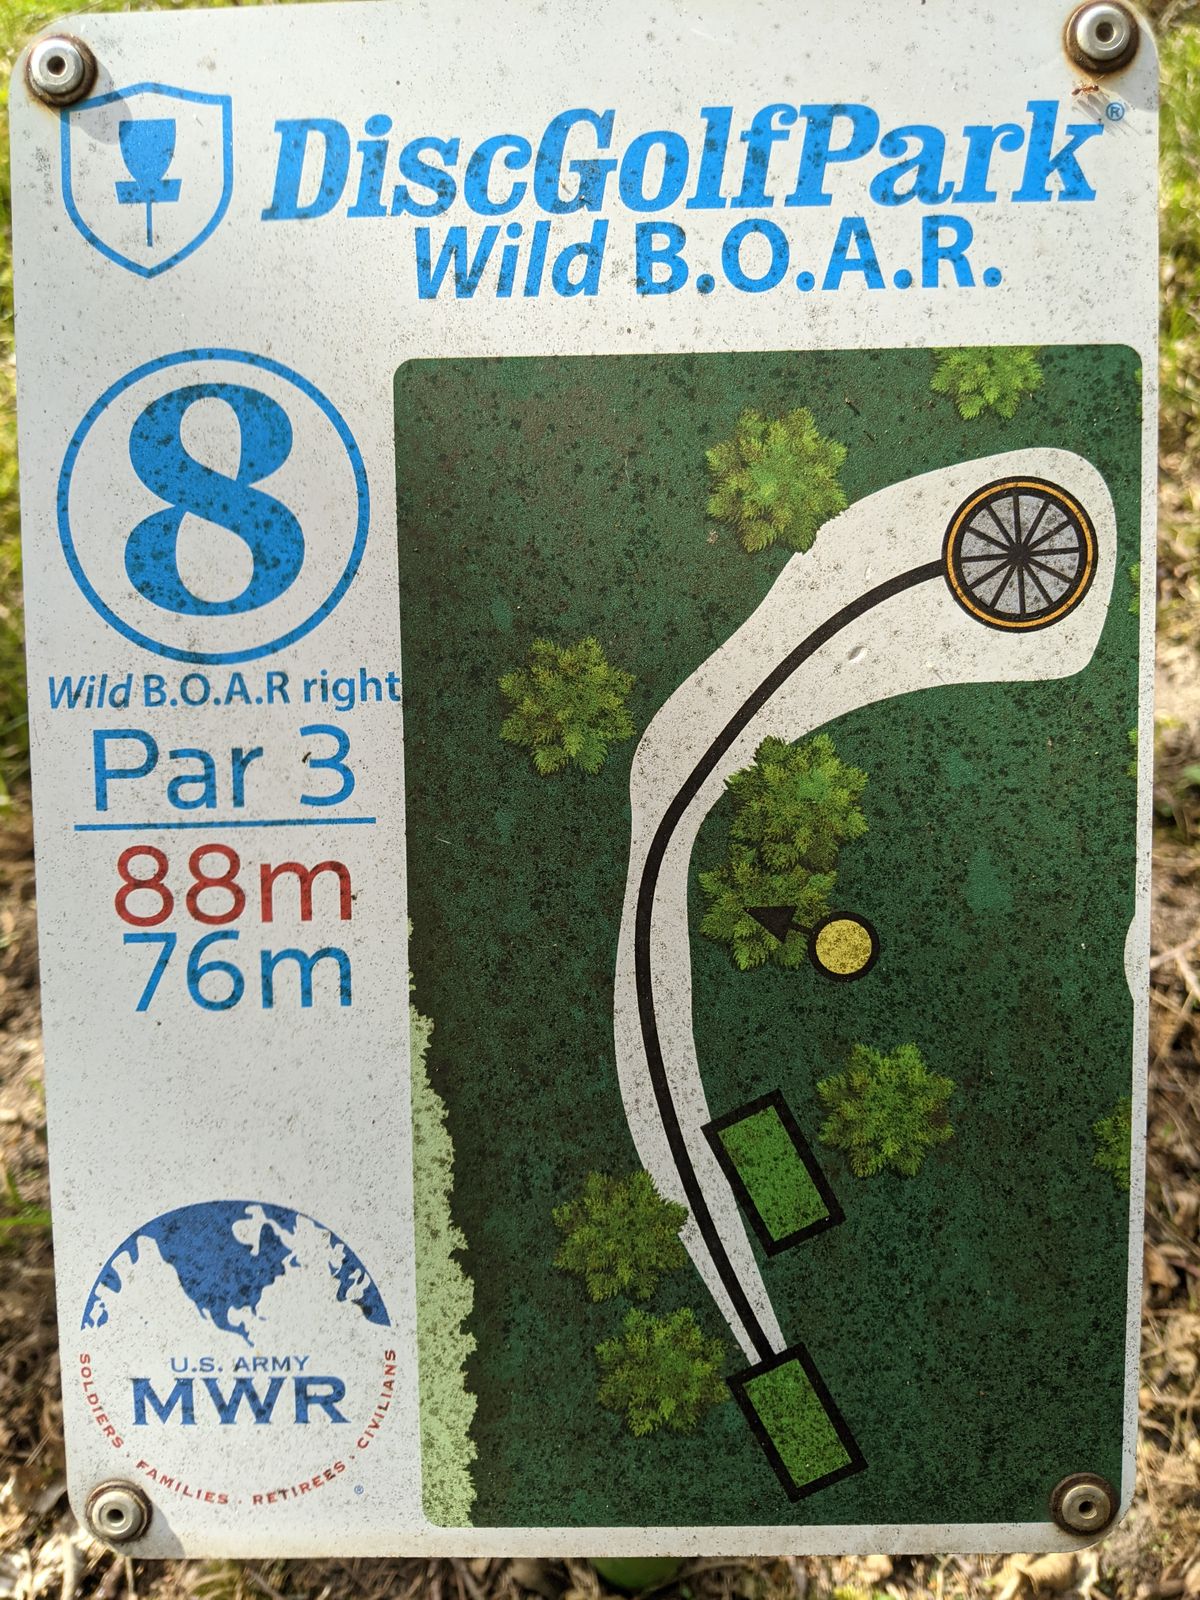 DiscGolfPark®
Wild B.O.A.R.
8
Wild B.O.A.R right
Par 3
88m
76m
U.S. ARMY
MWR
SOLDIERS · FAMILIES · RETIREES · CIVILIANS
®